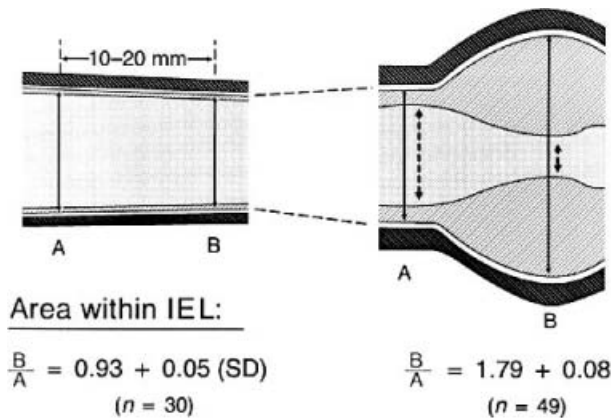 10–20 mm
A B
A
B
Area within IEL:
B/A = 0.93 + 0.05 (SD)
(n = 30)
B/A = 1.79 + 0.08
(n = 49)